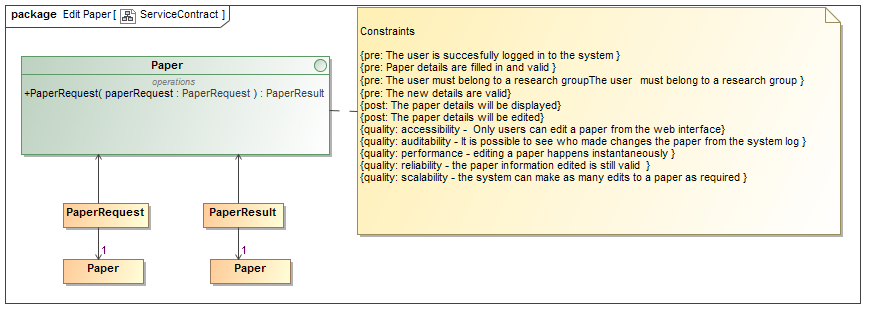 package Edit Paper [ ServiceContract ]
Paper
operations
+PaperRequest( paperRequest : PaperRequest ) : PaperResult
Constraints
{pre: The user is succesfully logged in to the system }
{pre: Paper details are filled in and valid }
{pre: The user must belong to a research groupThe user must belong to a research group }
{pre: The new details are valid}
{post: The paper details will be displayed}
{post: The paper details will be edited}
{quality: accessibility - Only users can edit a paper from the web interface}
{quality: auditability - It is possible to see who made changes the paper from the system log }
{quality: performance - editing a paper happens instantaneously }
{quality: reliability - the paper information edited is still valid }
{quality: scalability - the system can make as many edits to a paper as required }
PaperRequest
PaperResult
1
1
Paper
Paper